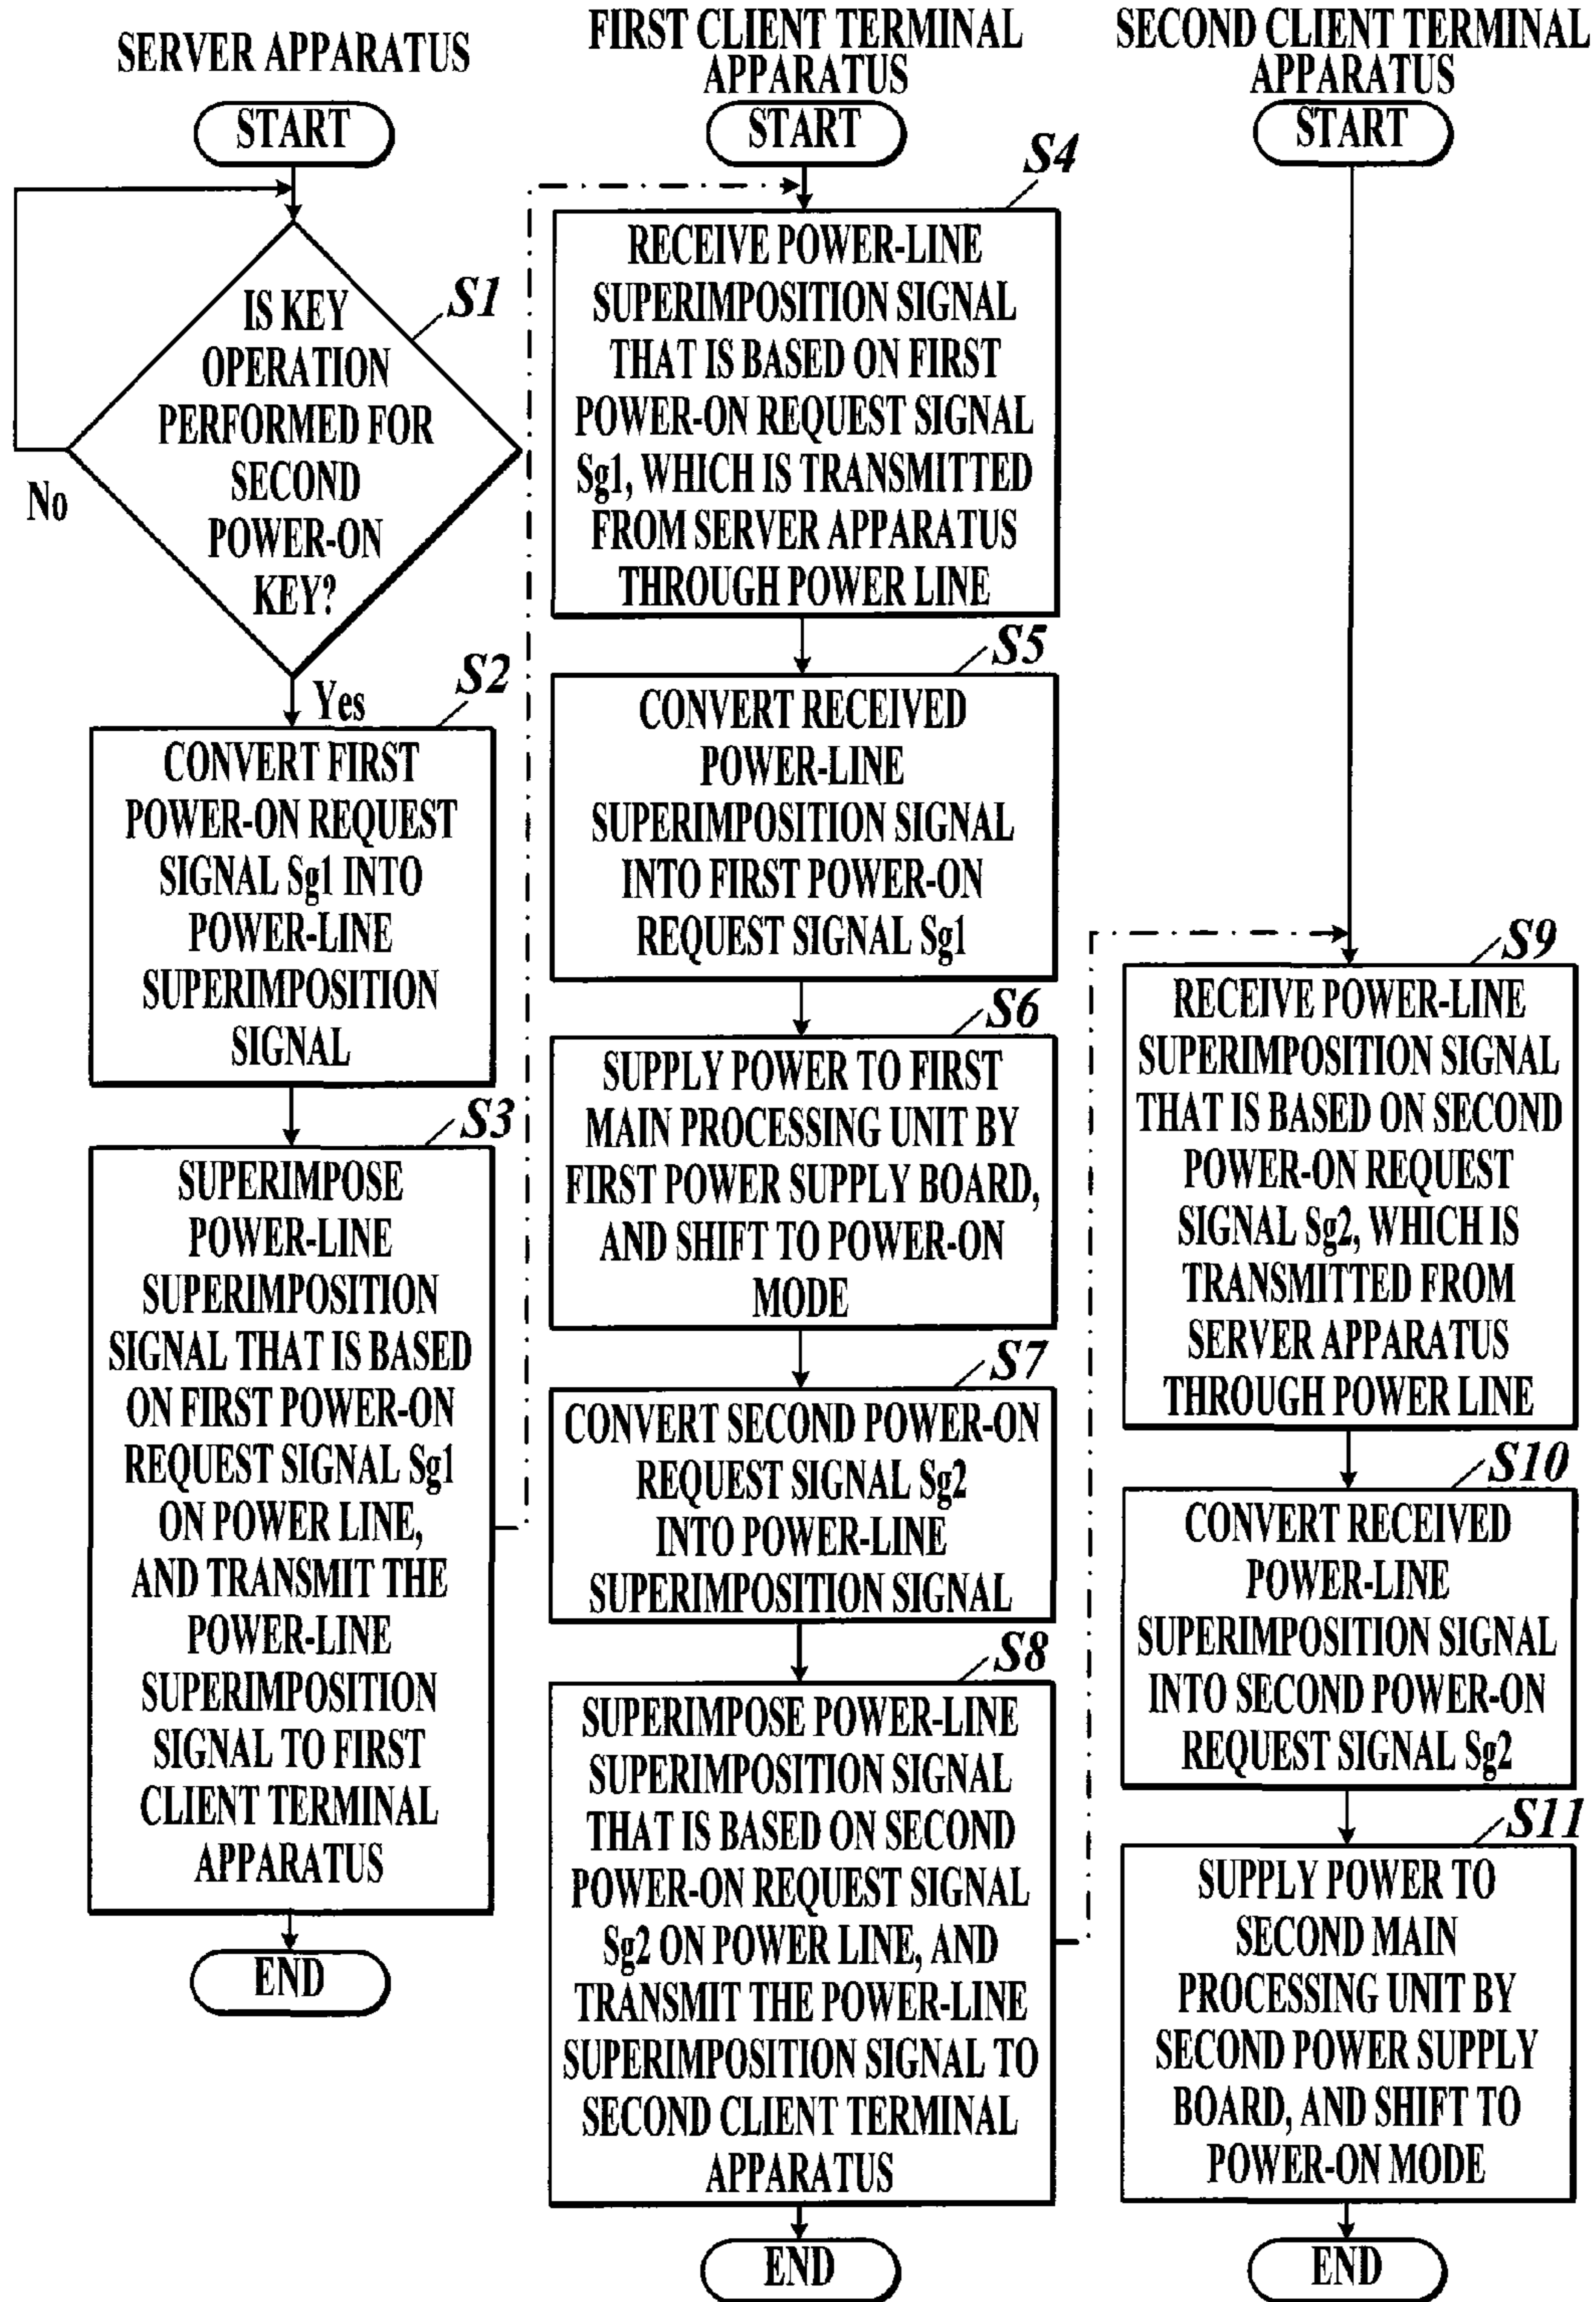 SERVER APPARATUS
START
IS KEY
OPERATION
PERFORMED FOR
SECOND
POWER-ON
KEY?
S1
No
Yes
S2
CONVERT FIRST
POWER-ON REQUEST
SIGNAL Sg1 INTO
POWER-LINE
SUPERIMPOSITION
SIGNAL
S3
SUPERIMPOSE
POWER-LINE
SUPERIMPOSITION
SIGNAL THAT IS BASED
ON FIRST POWER-ON
REQUEST SIGNAL Sg1
ON POWER LINE,
AND TRANSMIT THE
POWER-LINE
SUPERIMPOSITION
SIGNAL TO FIRST
CLIENT TERMINAL
APPARATUS
END
FIRST CLIENT TERMINAL
APPARATUS
START
S4
RECEIVE POWER-LINE
SUPERIMPOSITION SIGNAL
THAT IS BASED ON FIRST
POWER-ON REQUEST SIGNAL
Sg1, WHICH IS TRANSMITTED
FROM SERVER APPARATUS
THROUGH POWER LINE
S5
CONVERT RECEIVED
POWER-LINE
SUPERIMPOSITION SIGNAL
INTO FIRST POWER-ON
REQUEST SIGNAL Sg1
S6
SUPPLY POWER TO FIRST
MAIN PROCESSING UNIT BY
FIRST POWER SUPPLY BOARD,
AND SHIFT TO POWER-ON
MODE
S7
CONVERT SECOND POWER-ON
REQUEST SIGNAL Sg2
INTO POWER-LINE
SUPERIMPOSITION SIGNAL
S8
SUPERIMPOSE POWER-LINE
SUPERIMPOSITION SIGNAL
THAT IS BASED ON SECOND
POWER-ON REQUEST SIGNAL
Sg2 ON POWER LINE, AND
TRANSMIT THE POWER-LINE
SUPERIMPOSITION SIGNAL TO
SECOND CLIENT TERMINAL
APPARATUS
END
SECOND CLIENT TERMINAL
APPARATUS
START
S9
RECEIVE POWER-LINE
SUPERIMPOSITION SIGNAL
THAT IS BASED ON SECOND
POWER-ON REQUEST
SIGNAL Sg2, WHICH IS
TRANSMITTED FROM
SERVER APPARATUS
THROUGH POWER LINE
S10
CONVERT RECEIVED
POWER-LINE
SUPERIMPOSITION SIGNAL
INTO SECOND POWER-ON
REQUEST SIGNAL Sg2
S11
SUPPLY POWER TO
SECOND MAIN
PROCESSING UNIT BY
SECOND POWER SUPPLY
BOARD, AND SHIFT TO
POWER-ON MODE
END